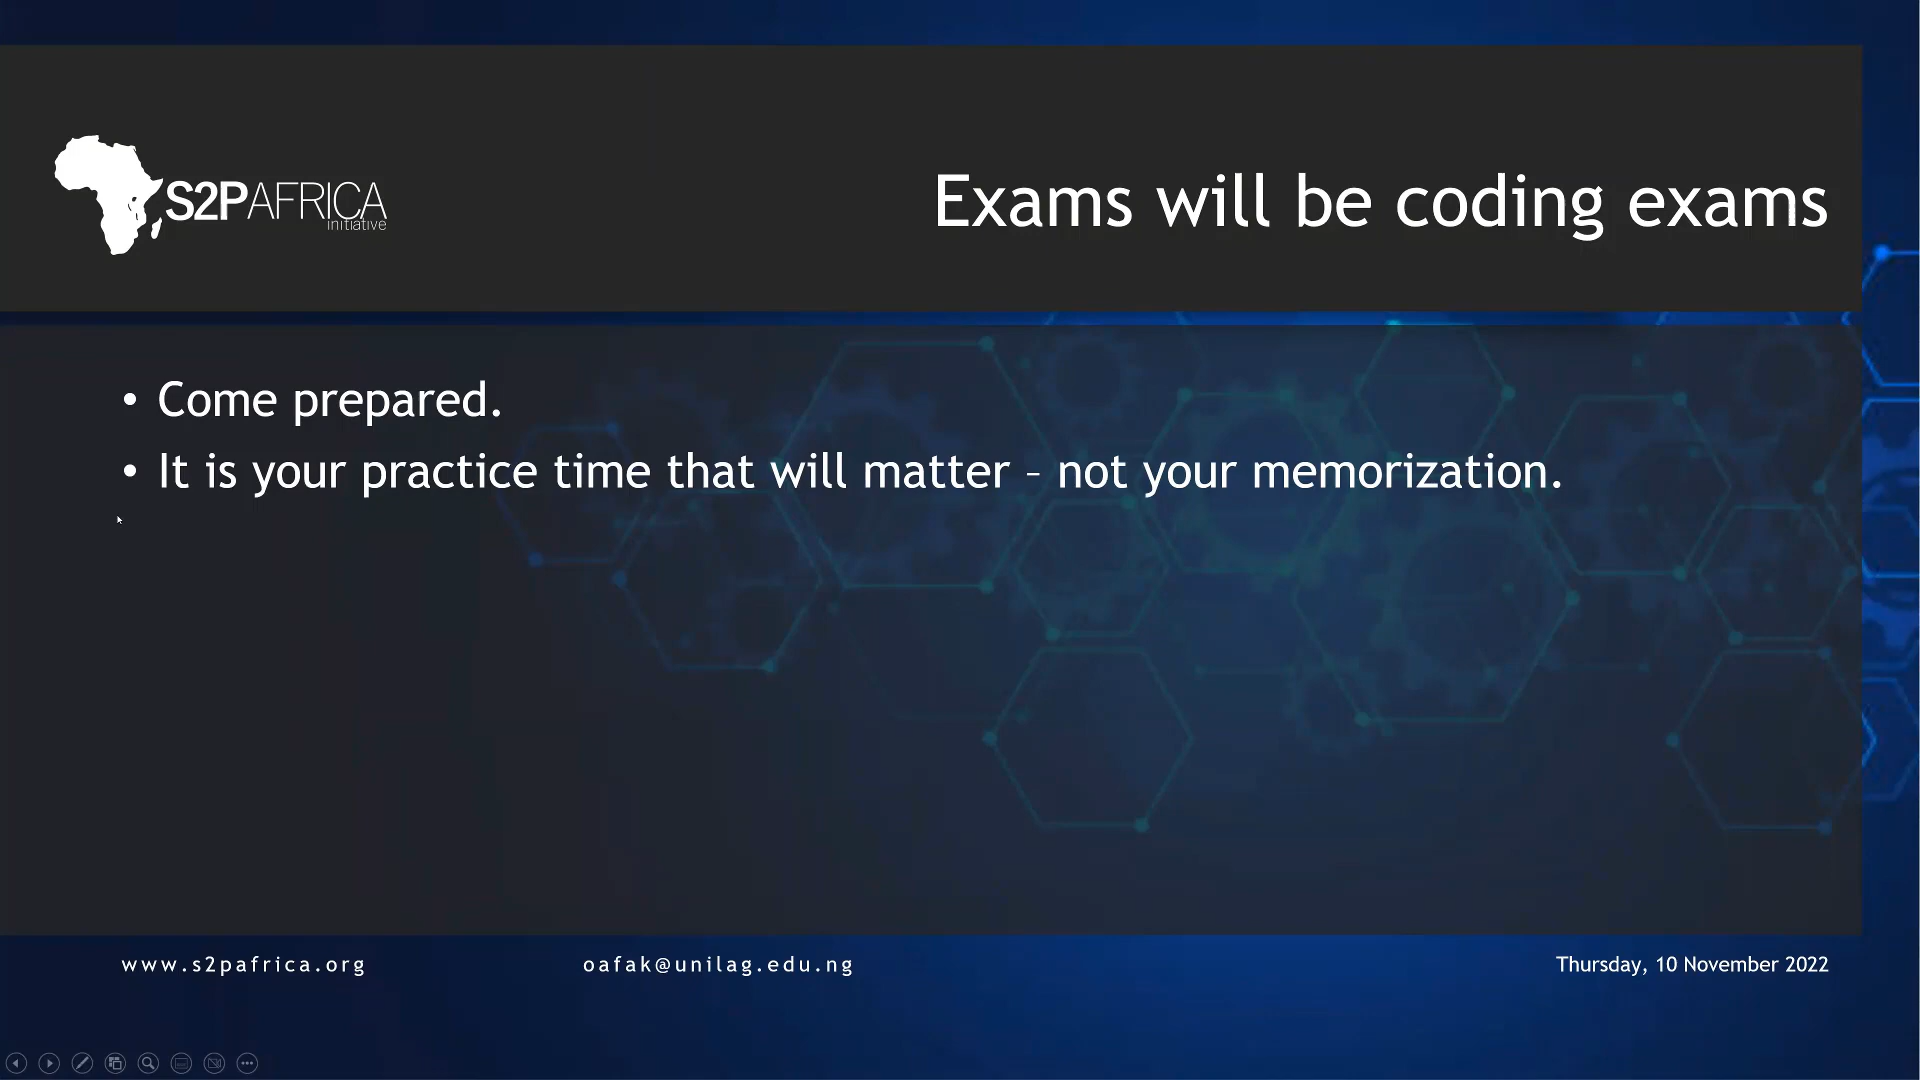 S2PAFRICA
initiative
Exams will be coding exams
• Come prepared.
• It is your practice time that will matter – not your memorization.
www.s2pafrica.org
oafak@unilag.edu.ng
Thursday, 10 November 2022